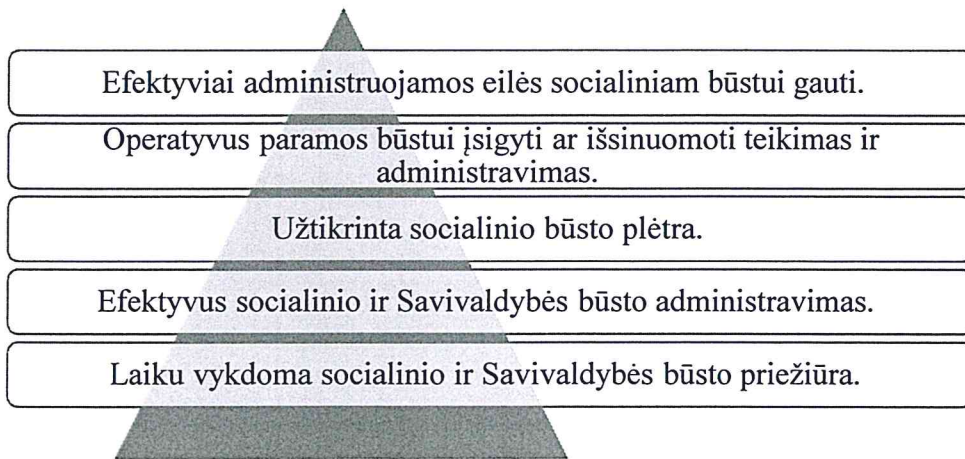 Efektyviai administruojamos eilės socialiniam būstui gauti.
Operatyvus paramos būstui įsigyti ar išsinuomoti teikimas ir
administravimas.
Užtikrinta socialinio būsto plėtra.
Efektyvus socialinio ir Savivaldybės būsto administravimas.
Laiku vykdoma socialinio ir Savivaldybės būsto priežiūra.